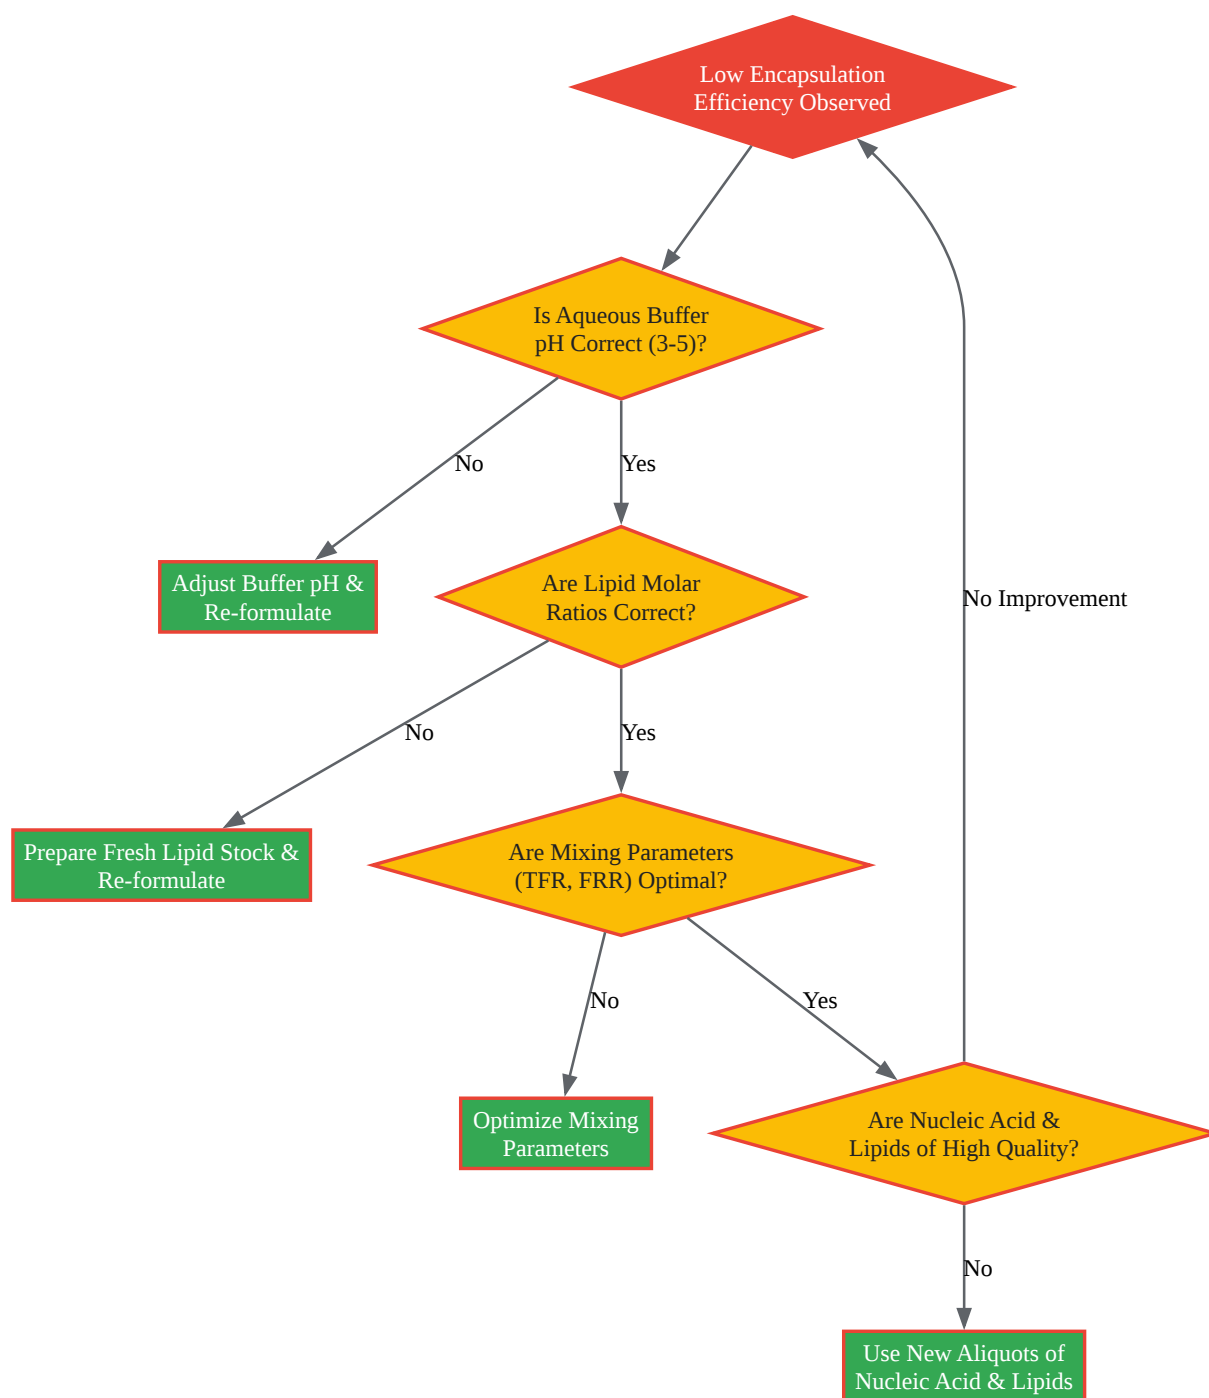 Low Encapsulation
Efficiency Observed
Is Aqueous Buffer
pH Correct (3-5)?
No
Yes
Adjust Buffer pH &
Re-formulate
Are Lipid Molar
Ratios Correct?
No Improvement
No
Yes
Prepare Fresh Lipid Stock &
Re-formulate
Are Mixing Parameters
(TFR, FRR) Optimal?
No
Yes
Optimize Mixing
Parameters
Are Nucleic Acid &
Lipids of High Quality?
No
Use New Aliquots of
Nucleic Acid & Lipids